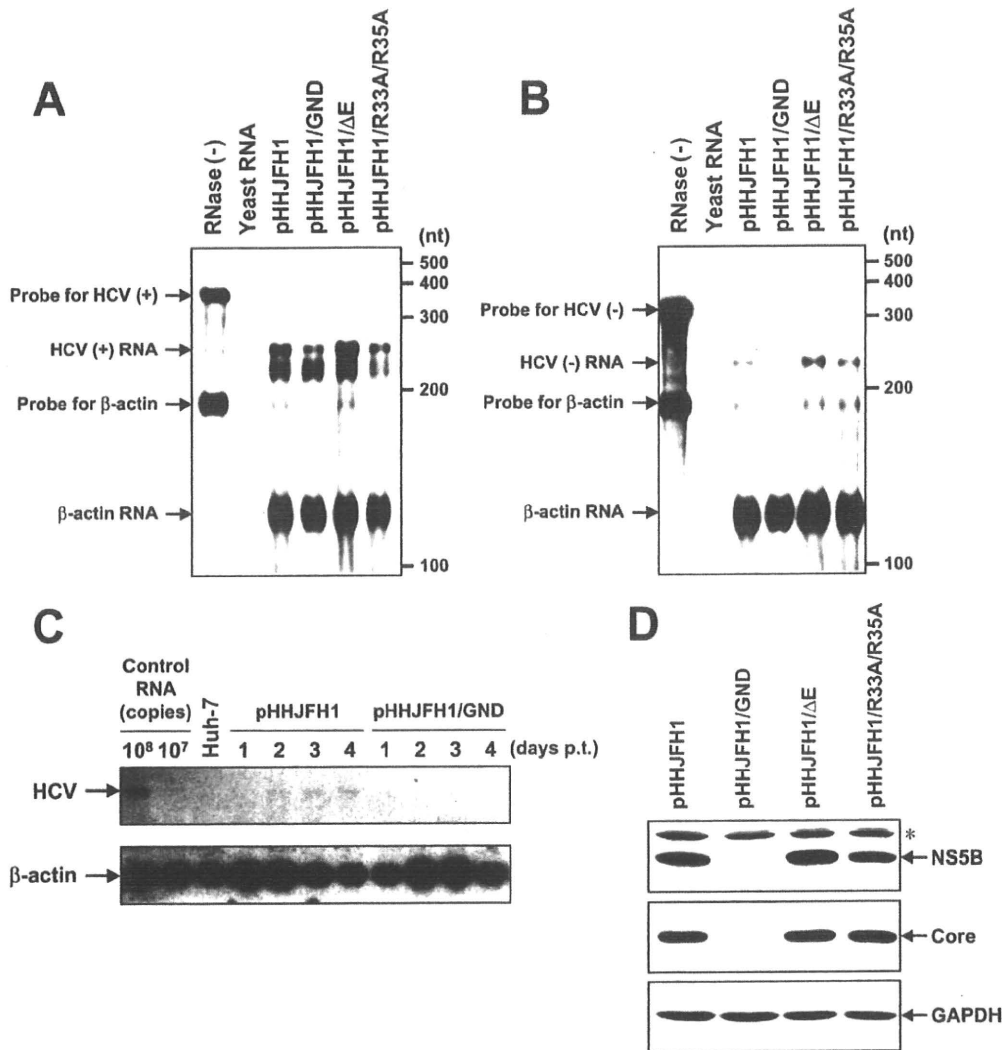 A
RNase (-)
Yeast RNA
pHHJFH1
pHHJFH1/GND
pHHJFH1/ΔE
pHHJFH1/R33A/R35A
(nt)
500
400
300
200
100
Probe for HCV (+)
HCV (+) RNA
Probe for β-actin
β-actin RNA
B
RNase (-)
Yeast RNA
pHHJFH1
pHHJFH1/GND
pHHJFH1/ΔE
pHHJFH1/R33A/R35A
(nt)
500
400
300
200
100
Probe for HCV (-)
HCV (-) RNA
Probe for β-actin
β-actin RNA
C
Control
RNA
(copies)
10⁸ 10⁷
Huh-7
pHHJFH1
1 2 3 4
pHHJFH1/GND
1 2 3 4 (days p.t.)
HCV
β-actin
D
pHHJFH1
pHHJFH1/GND
pHHJFH1/ΔE
pHHJFH1/R33A/R35A
*
NS5B
Core
GAPDH